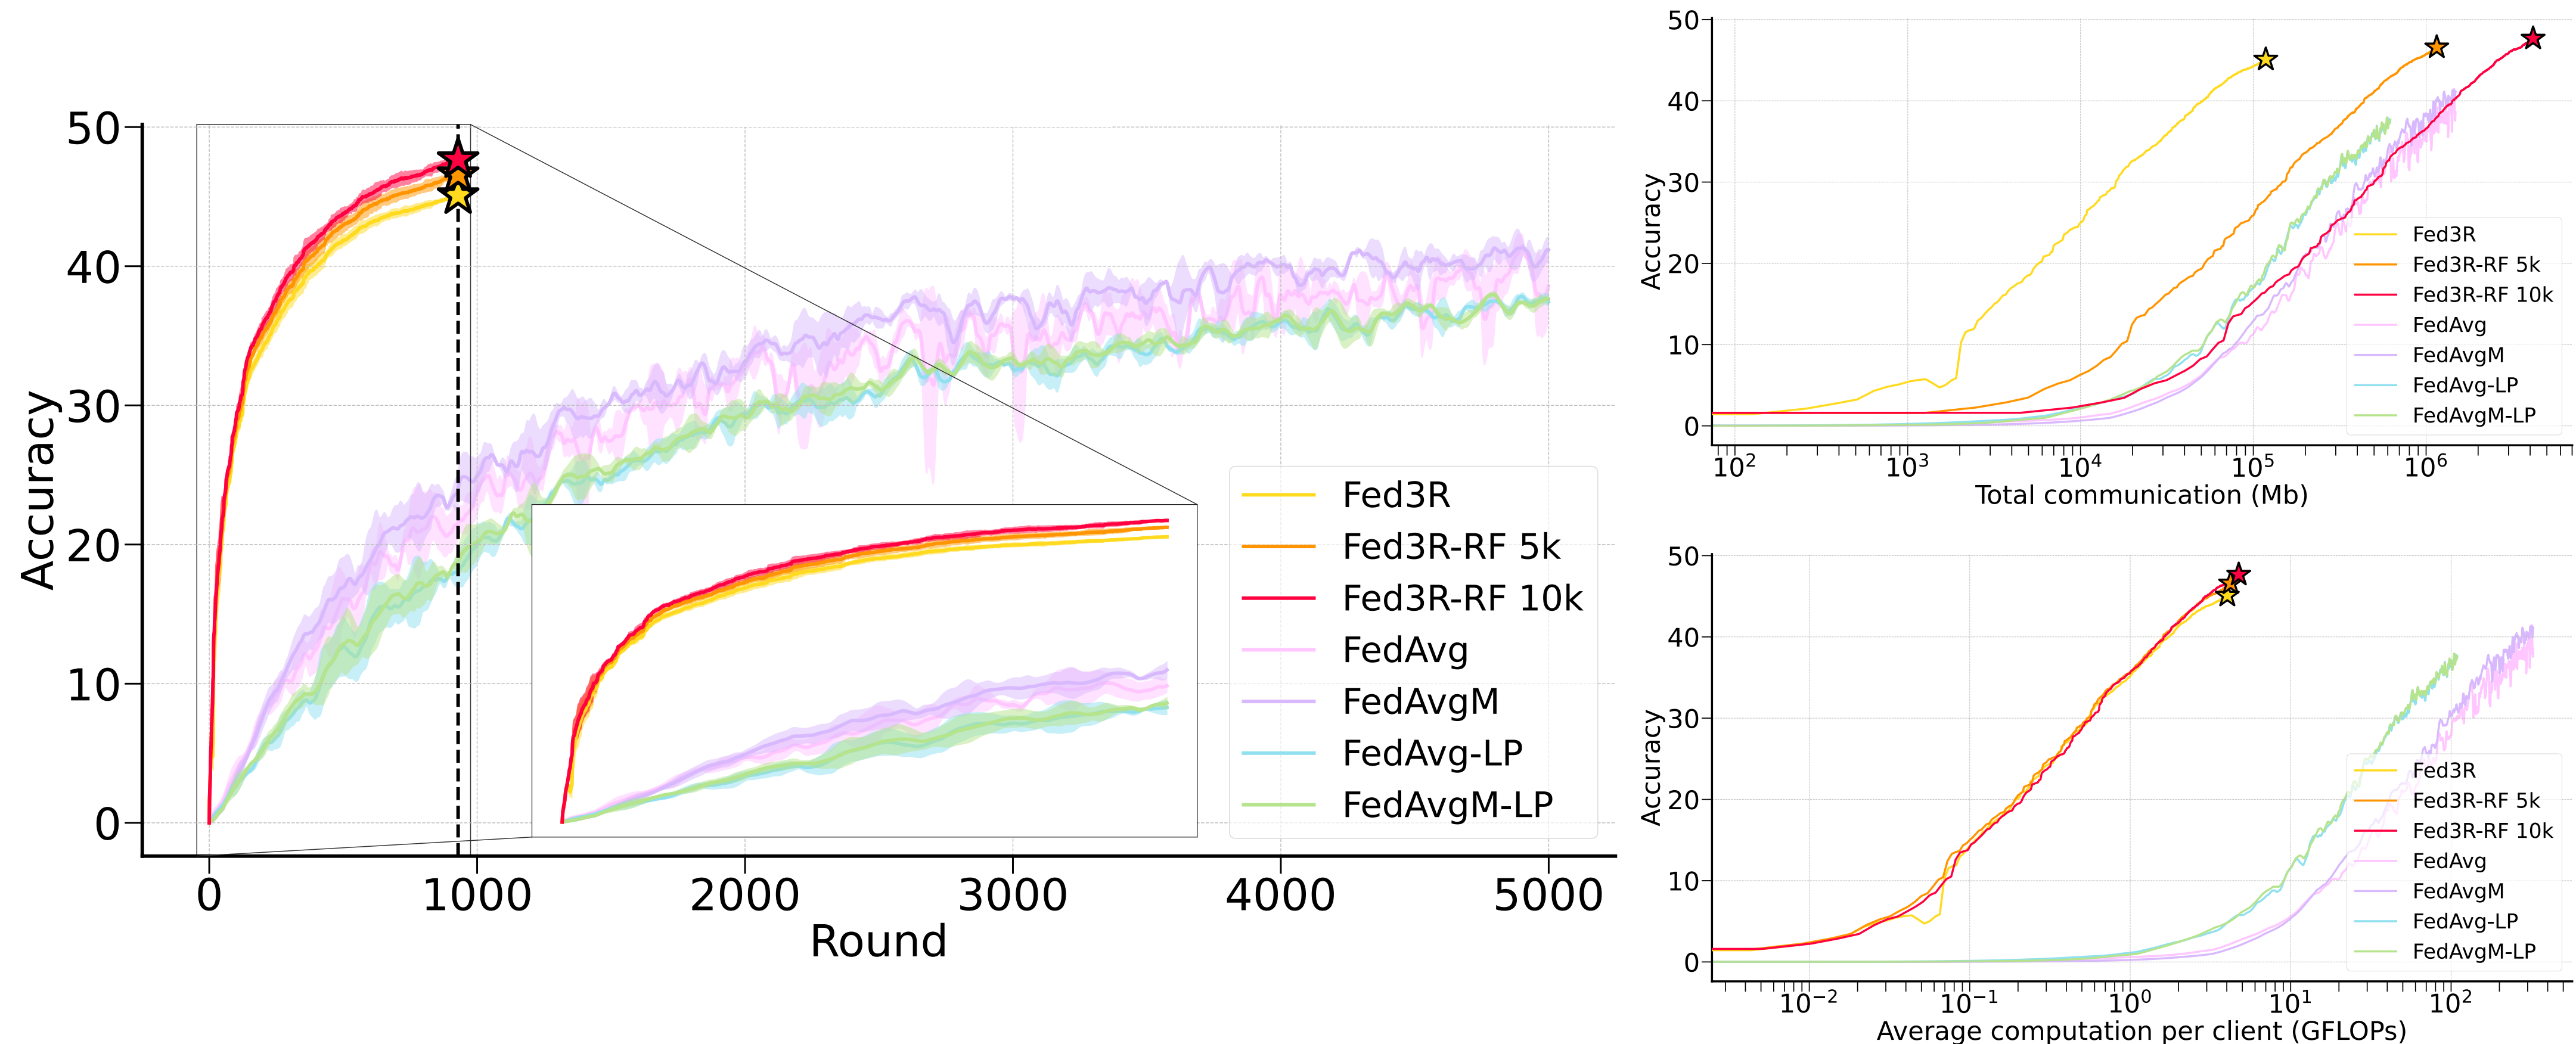 50
40
30
20
10
0
Accuracy
0
1000
2000
3000
4000
5000
Round
Fed3R
Fed3R-RF 5k
Fed3R-RF 10k
FedAvg
FedAvgM
FedAvg-LP
FedAvgM-LP
50
40
30
20
10
0
Accuracy
10²
10³
10⁴
10⁵
10⁶
Total communication (Mb)
Fed3R
Fed3R-RF 5k
Fed3R-RF 10k
FedAvg
FedAvgM
FedAvg-LP
FedAvgM-LP
50
40
30
20
10
0
Accuracy
10⁻²
10⁻¹
10⁰
10¹
10²
Average computation per client (GFLOPs)
Fed3R
Fed3R-RF 5k
Fed3R-RF 10k
FedAvg
FedAvgM
FedAvg-LP
FedAvgM-LP